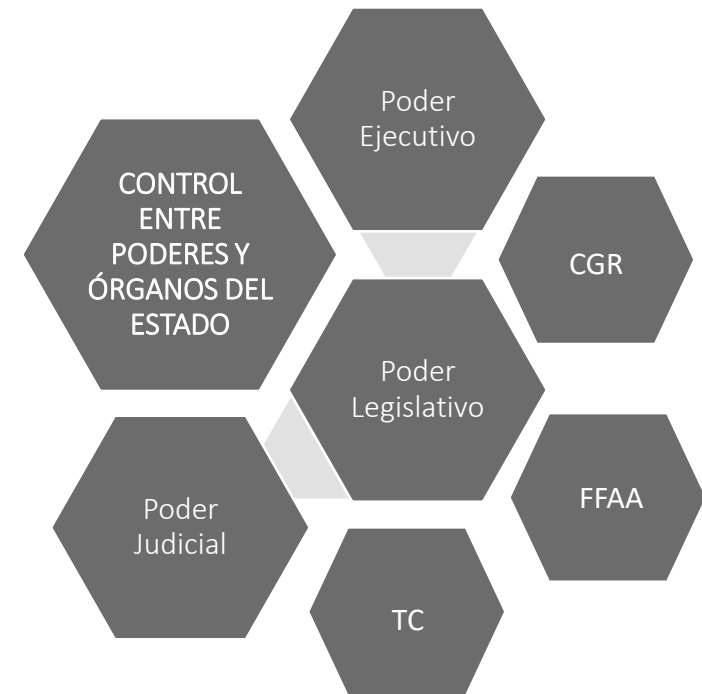 Poder
Ejecutivo
CONTROL
ENTRE
PODERES Y
ÓRGANOS DEL
ESTADO
CGR
Poder
Legislativo
FFAA
Poder
Judicial
TC